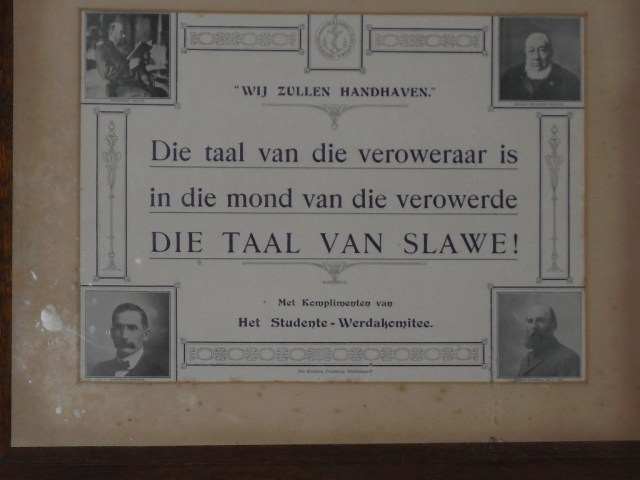 "WIJ ZULLEN HANDHAVEN."
Die taal van die veroweraar is
in die mond van die verowerde
DIE TAAL VAN SLAWE!
Met Komplimenten van
Het Studente-Werdakomitee.